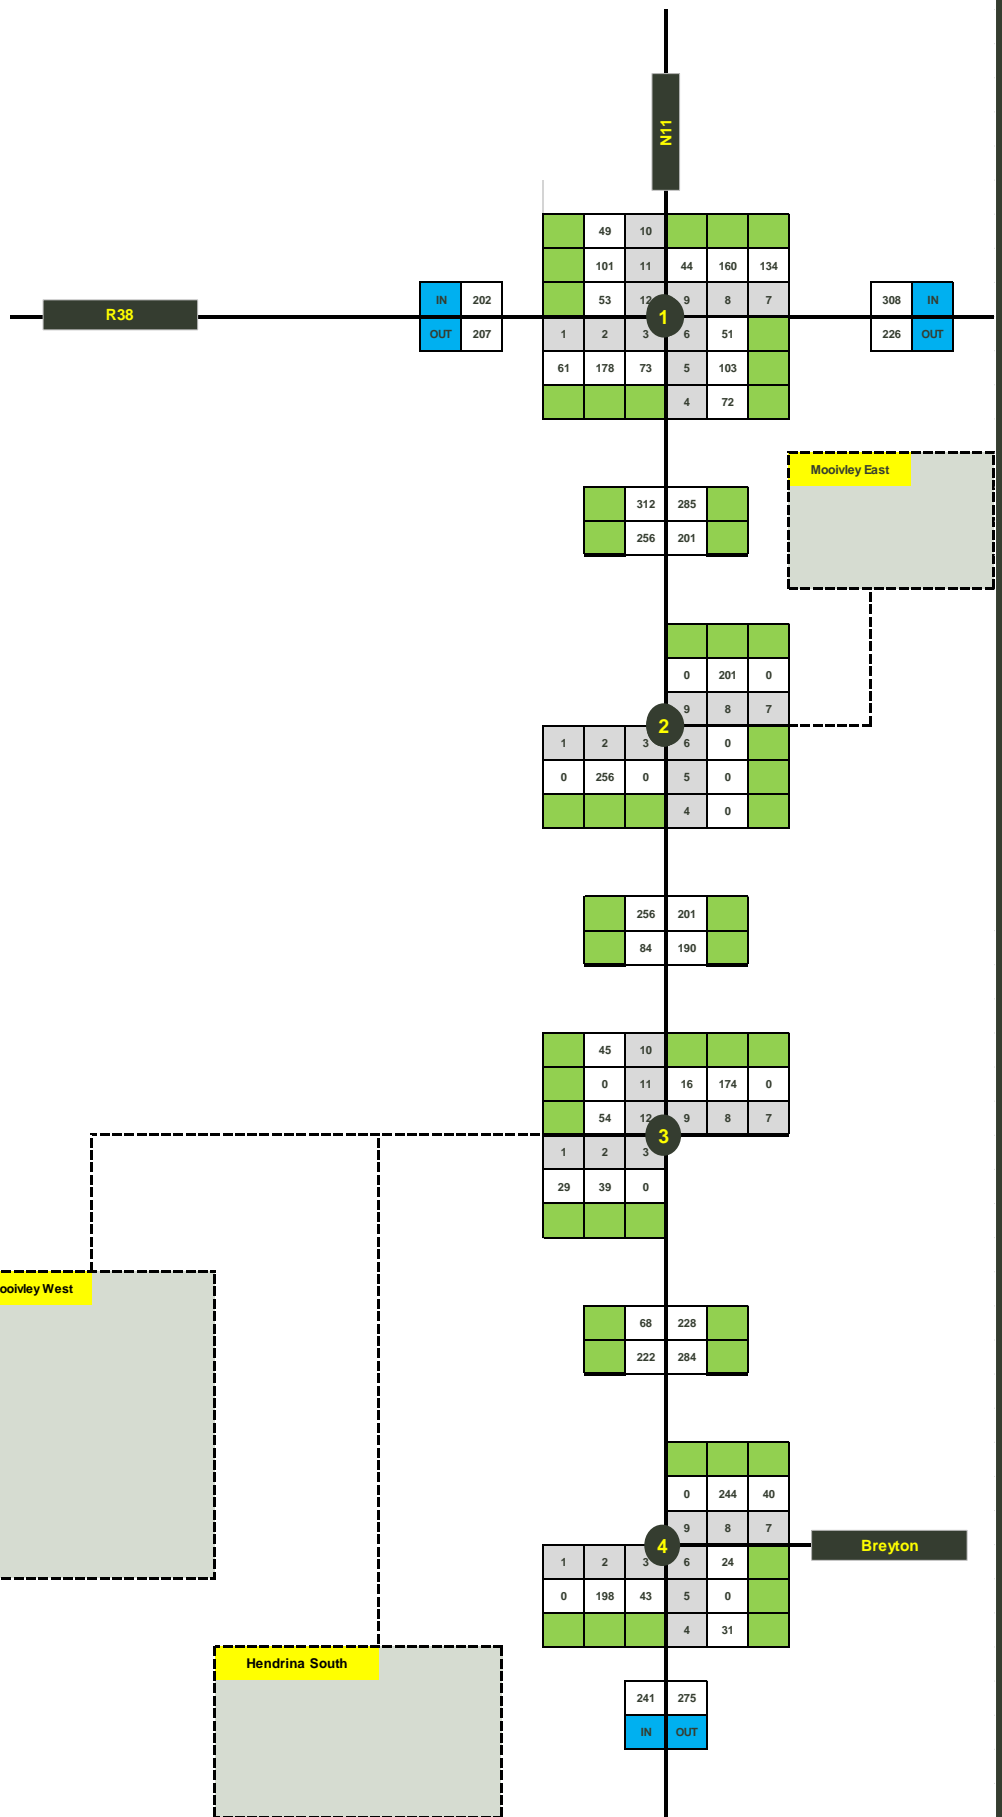 N11
49 10
101 11 44 160 134
IN 202 53 12 9 8 7 308 IN
R38
1
OUT 207 1 2 3 6 51 226 OUT
61 178 73 5 103
4 72
Mooivley East
312 285
256 201
0 201 0
9 8 7
2
1 2 3 6 0
0 256 0 5 0
4 0
256 201
84 190
45 10
0 11 16 174 0
54 12 9 8 7
3
1 2 3
29 39 0
ooivley West
68 228
222 284
0 244 40
9 8 7
4 Breyton
1 2 3 6 24
0 198 43 5 0
4 31
Hendrina South
241 275
IN OUT